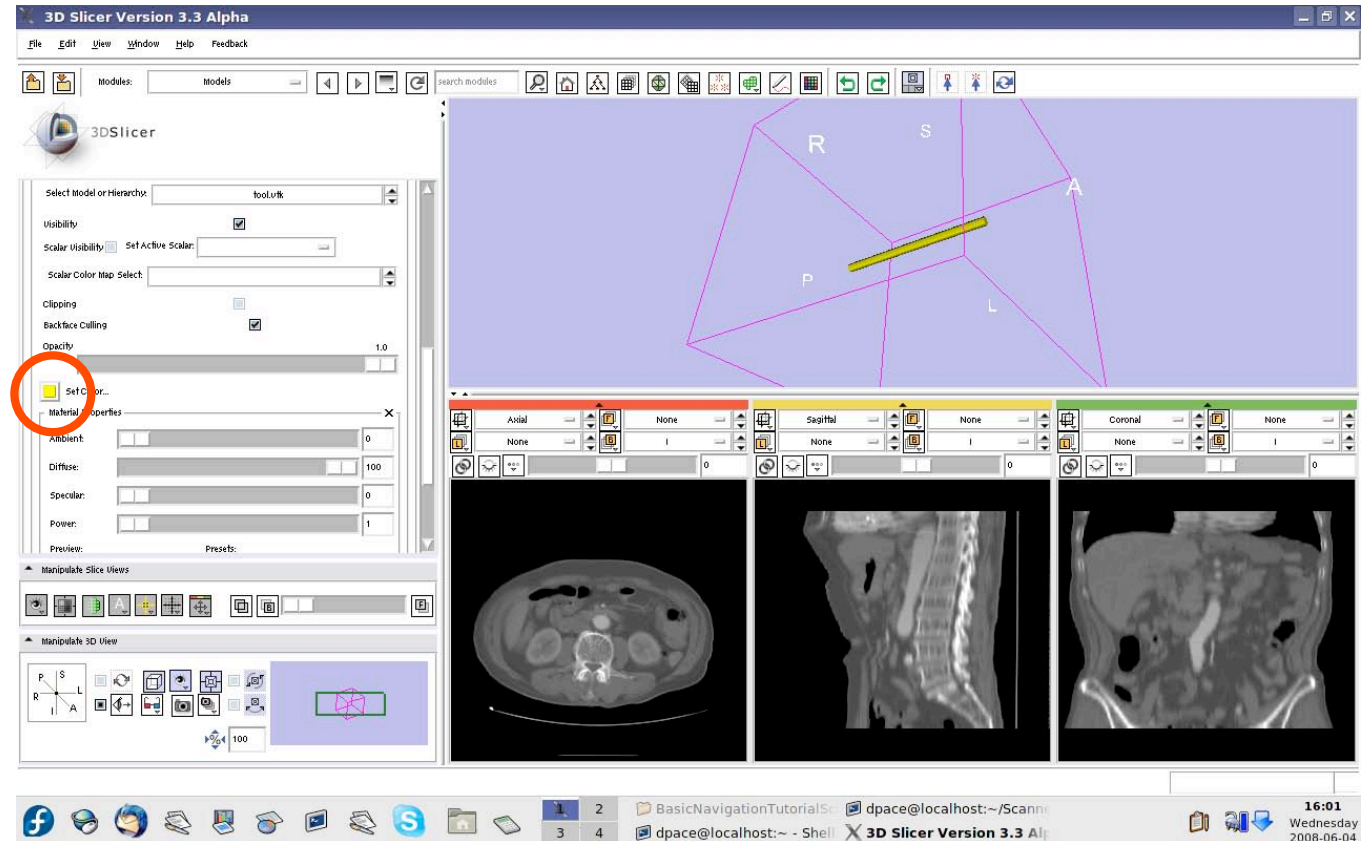 3D Slicer Version 3.3 Alpha
File Edit View Window Help Feedback
Modules: Models search modules
3DSlicer
R S A P L
Select Model or Hierarchy: tool.vtk
Visibility
Scalar Visibility Set Active Scalar:
Scalar Color Map Select:
Clipping
Backface Culling
Opacity 1.0
Set Color...
Material Properties
Ambient: 0
Diffuse: 100
Specular: 0
Power: 1
Preview: Presets:
Axial F None
L None B I
0
Sagittal F None
L None B I
0
Coronal F None
L None B I
0
Manipulate Slice Views
A B F
Manipulate 3D View
P S
R L
I A
% 100
1 2 BasicNavigationTutorialSc dpace@localhost:~/Scann
3 4 dpace@localhost:~ - Shell 3D Slicer Version 3.3 Alp
16:01
Wednesday
2008-06-04